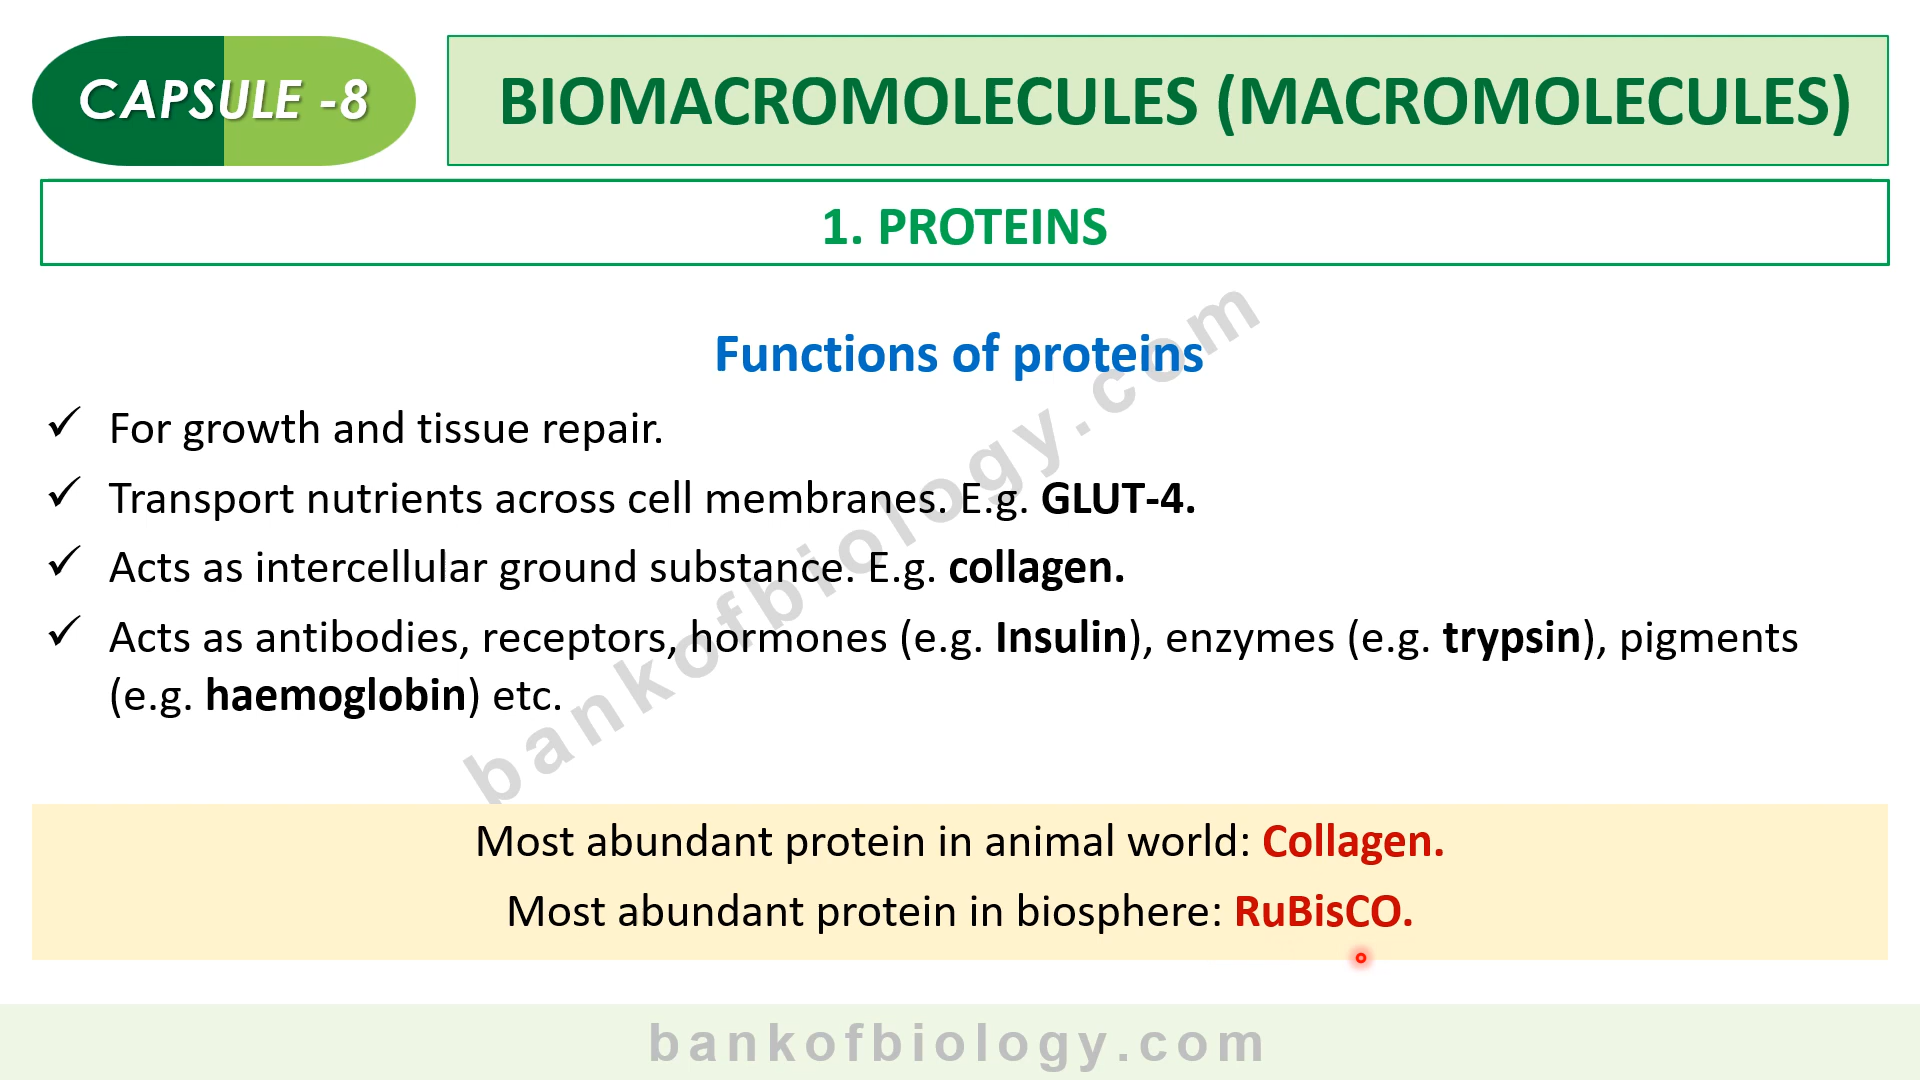 CAPSULE -8
BIOMACROMOLECULES (MACROMOLECULES)
1. PROTEINS
Functions of proteins
✓ For growth and tissue repair.
✓ Transport nutrients across cell membranes. E.g. GLUT-4.
✓ Acts as intercellular ground substance. E.g. collagen.
✓ Acts as antibodies, receptors, hormones (e.g. Insulin), enzymes (e.g. trypsin), pigments
(e.g. haemoglobin) etc.
bankofbiology.com
Most abundant protein in animal world: Collagen.
Most abundant protein in biosphere: RuBisCO.
bankofbiology.com